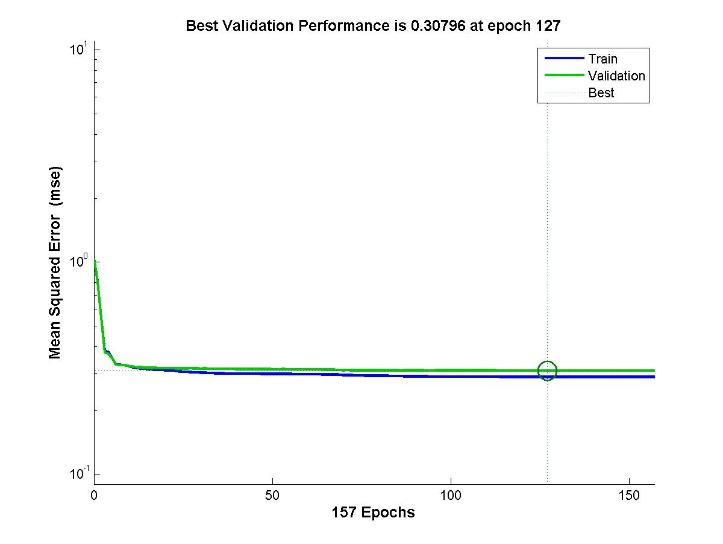 Best Validation Performance is 0.30796 at epoch 127
10^1
Train
Validation
Best
Mean Squared Error (mse)
10^0
10^-1
0
50
100
150
157 Epochs